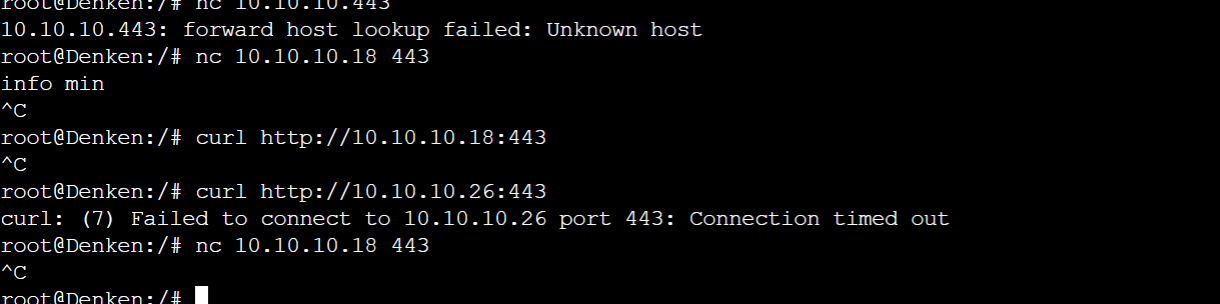 root@Denken:/# nc 10.10.10.443
10.10.10.443: forward host lookup failed: Unknown host
root@Denken:/# nc 10.10.10.18 443
info min
^C
root@Denken:/# curl http://10.10.10.18:443
^C
root@Denken:/# curl http://10.10.10.26:443
curl: (7) Failed to connect to 10.10.10.26 port 443: Connection timed out
root@Denken:/# nc 10.10.10.18 443
^C
root@Denken:/#